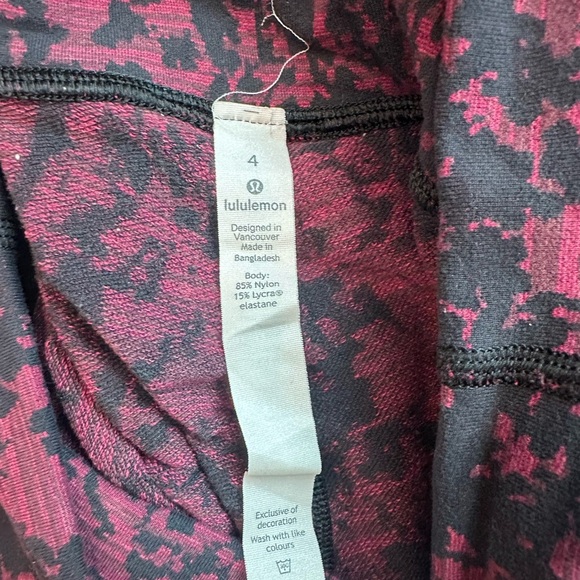 4
lululemon
Designed in
Vancouver
Made in
Bangladesh
Body:
85% Nylon
15% Lycra®
elastane
Exclusive of
decoration
Wash with like
colours